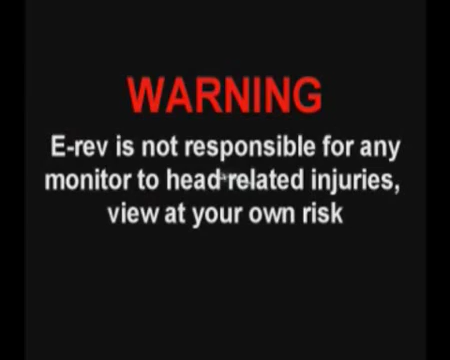 WARNING
E-rev is not responsible for any
monitor to head related injuries,
view at your own risk